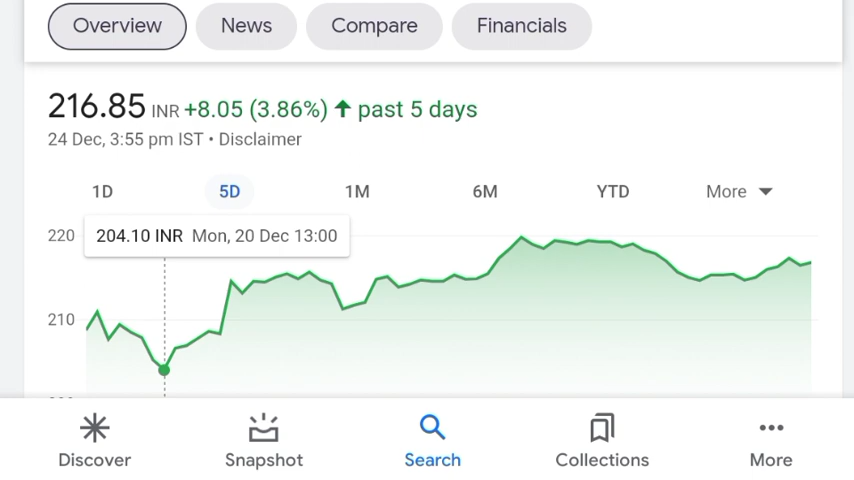 Overview News Compare Financials
216.85 INR +8.05 (3.86%) ↑ past 5 days
24 Dec, 3:55 pm IST • Disclaimer
1D 5D 1M 6M YTD More
220
204.10 INR Mon, 20 Dec 13:00
210
Discover Snapshot Search Collections More